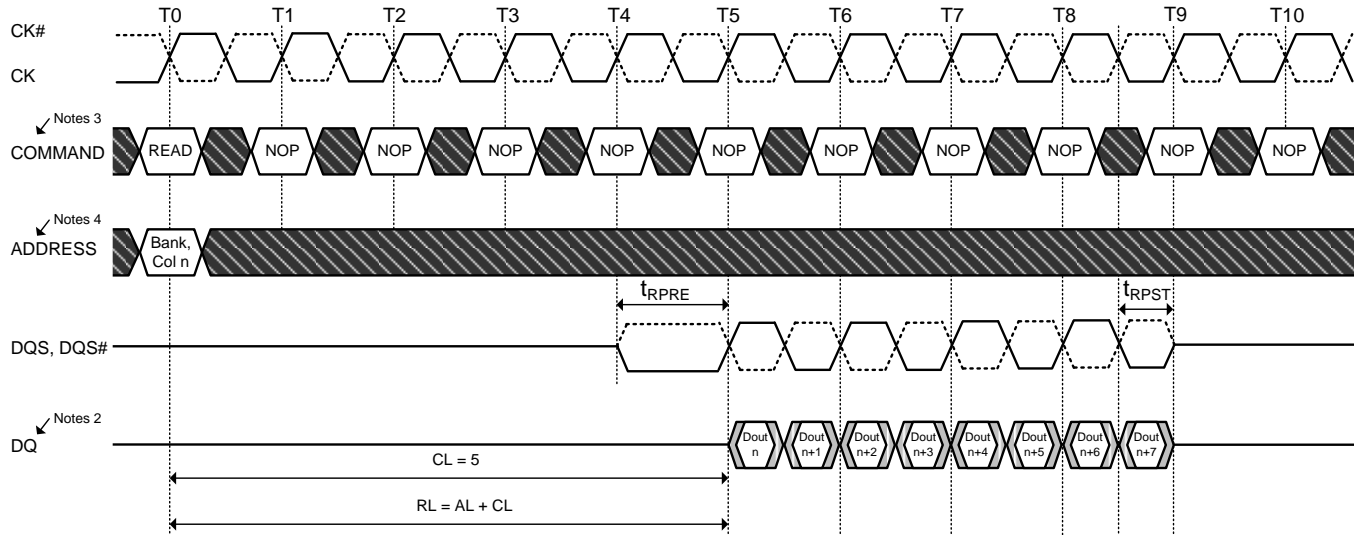 T0 T1 T2 T3 T4 T5 T6 T7 T8 T9 T10
CK#
CK
Notes 3
COMMAND READ NOP NOP NOP NOP NOP NOP NOP NOP NOP NOP
Notes 4
ADDRESS
Bank,
Col n
tRPRE tRPST
DQS, DQS#
Notes 2
DQ
Dout n Dout n+1 Dout n+2 Dout n+3 Dout n+4 Dout n+5 Dout n+6 Dout n+7
CL = 5
RL = AL + CL